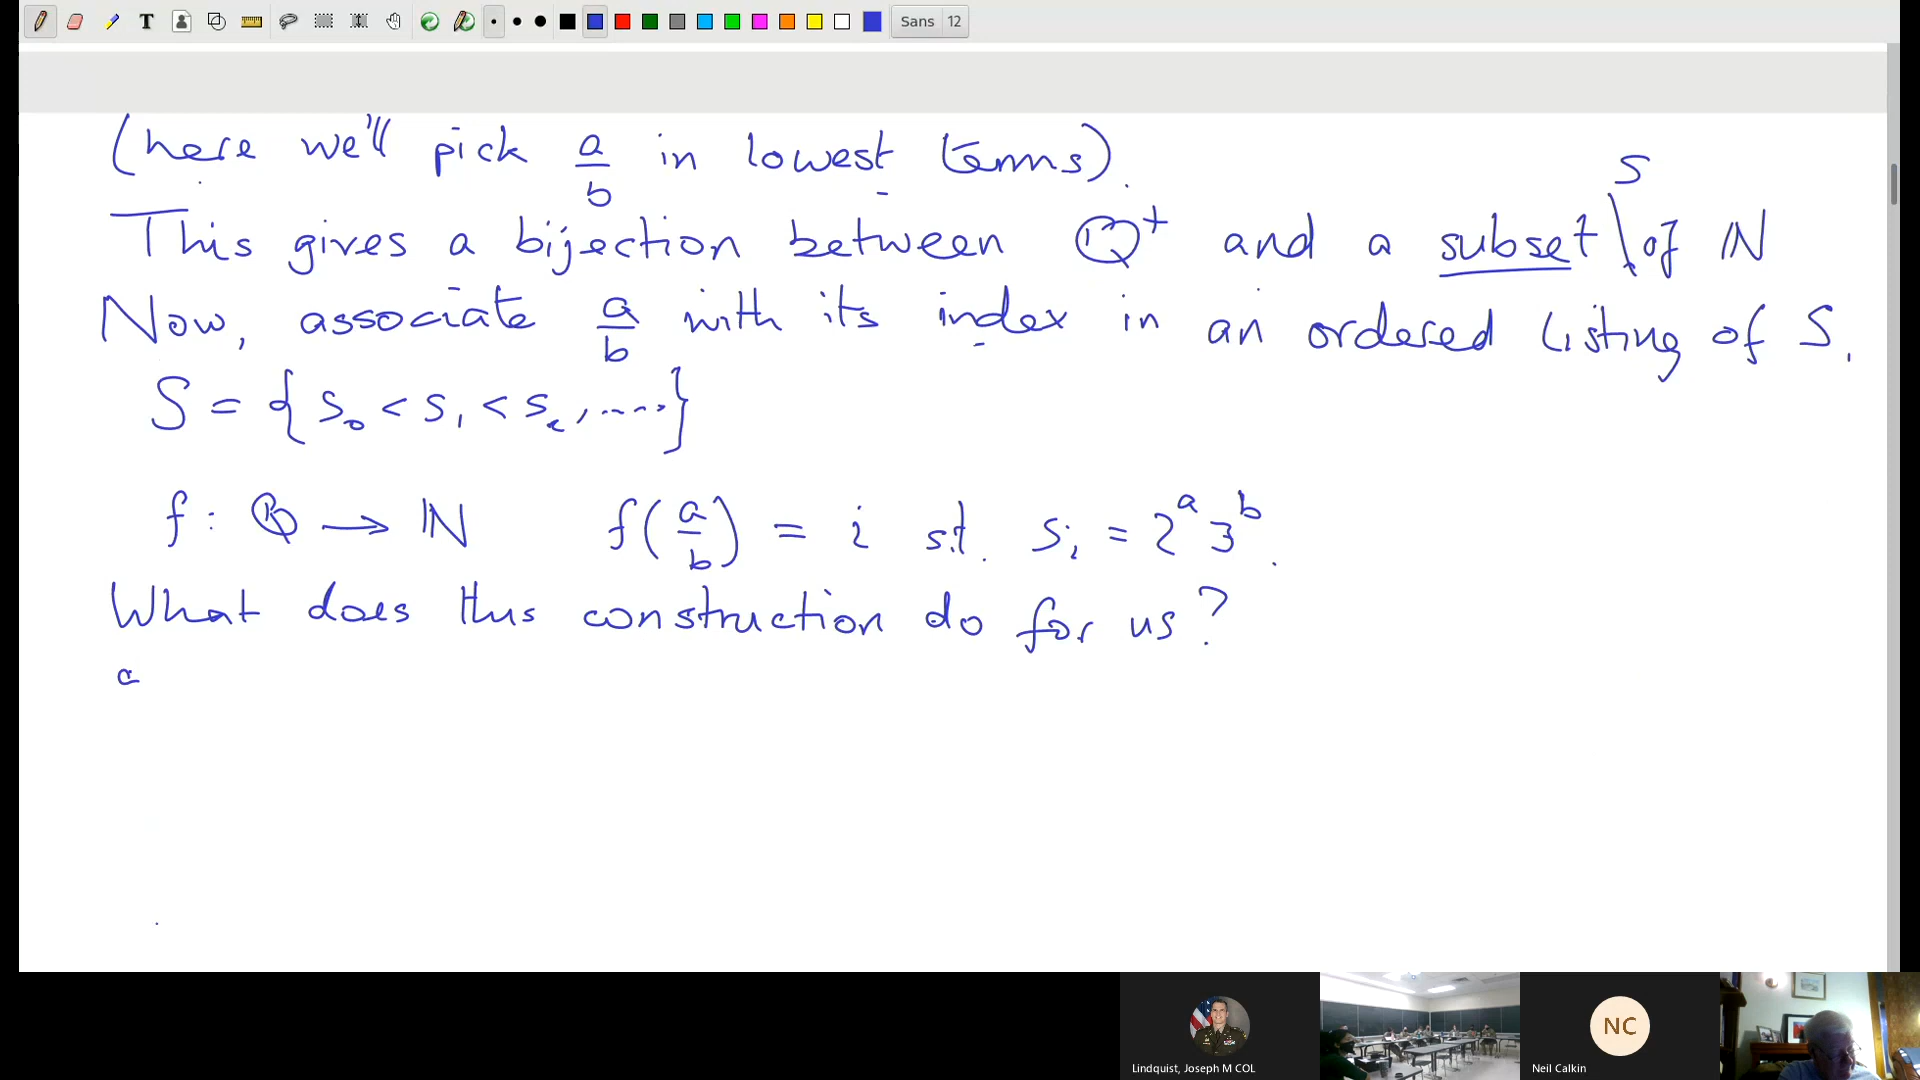 Sans 12
(here we'll pick a/b in lowest terms).
This gives a bijection between ℚ⁺ and a subset S of ℕ
Now, associate a/b with its index in an ordered listing of S.
S = { s₀ < s₁ < s₂, ..... }
f : ℚ → ℕ f(a/b) = i s.t. sᵢ = 2ᵃ 3ᵇ.
What does this construction do for us?
a
Lindquist, Joseph M COL
NC
Neil Calkin